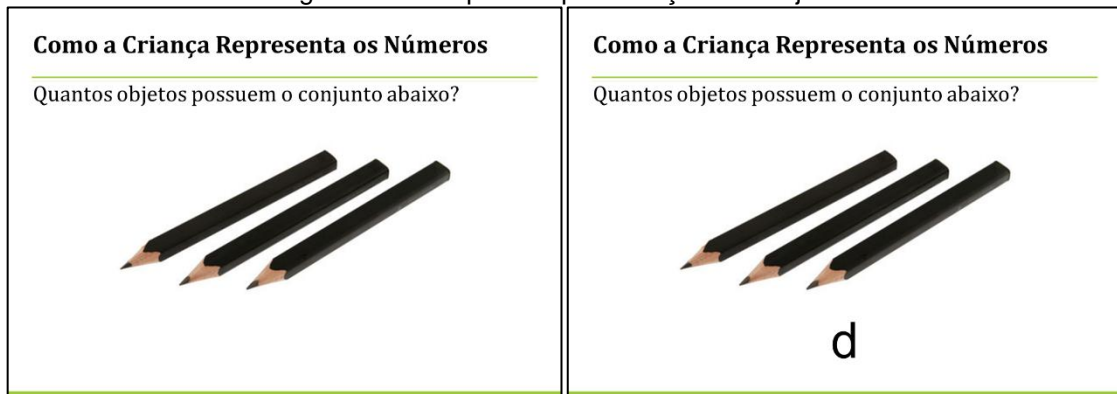 Como a Criança Representa os Números
Quantos objetos possuem o conjunto abaixo?
Como a Criança Representa os Números
Quantos objetos possuem o conjunto abaixo?
d